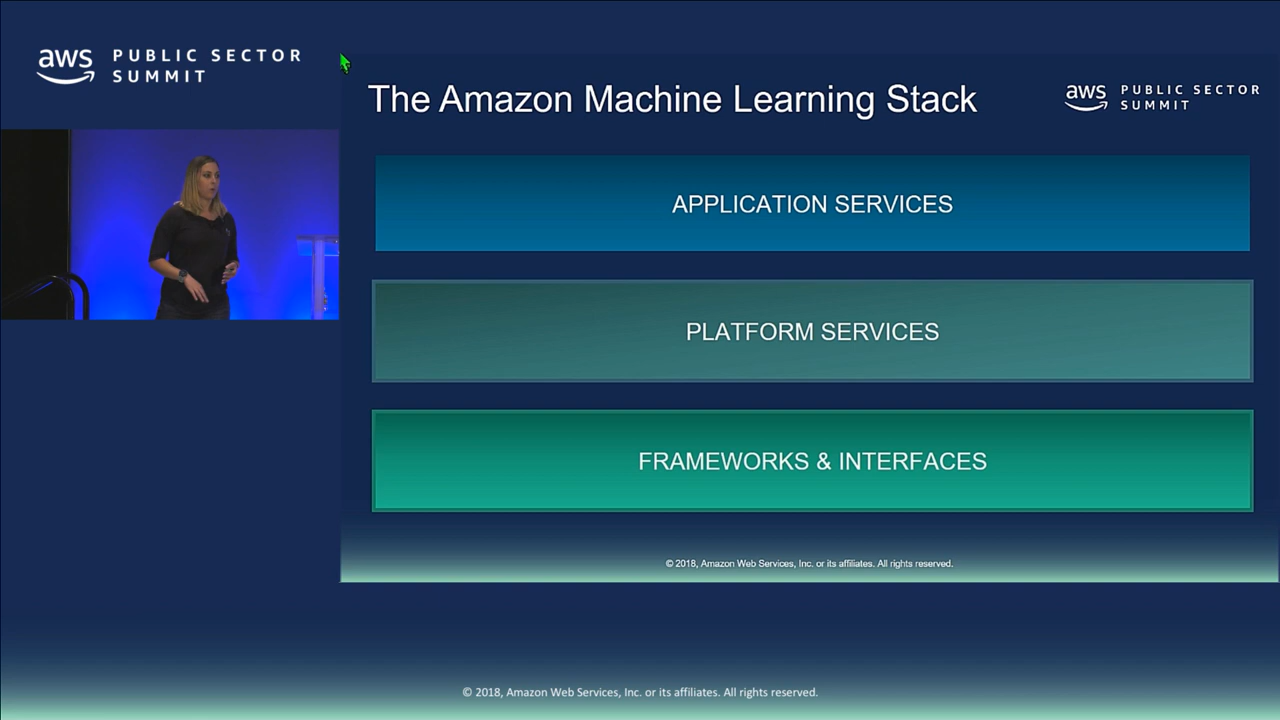 aws PUBLIC SECTOR
SUMMIT
The Amazon Machine Learning Stack
aws PUBLIC SECTOR
SUMMIT
APPLICATION SERVICES
PLATFORM SERVICES
FRAMEWORKS & INTERFACES
© 2018, Amazon Web Services, Inc. or its affiliates. All rights reserved.
© 2018, Amazon Web Services, Inc. or its affiliates. All rights reserved.